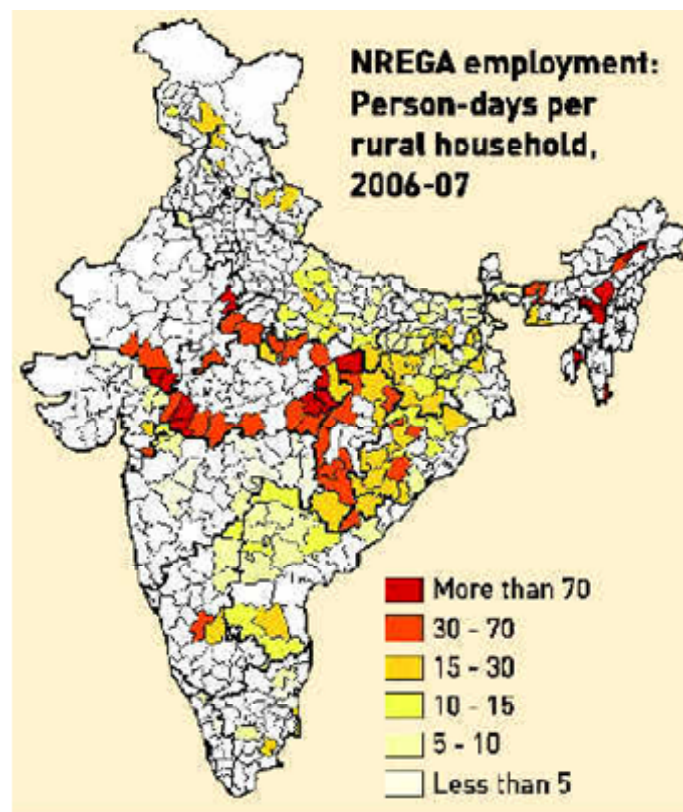 NREGA employment:
Person-days per
rural household,
2006-07
More than 70
30 - 70
15 - 30
10 - 15
5 - 10
Less than 5